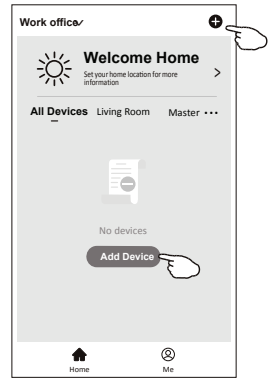 Work office
Welcome Home
Set your home location for more
information
All Devices Living Room Master
No devices
Add Device
Home Me